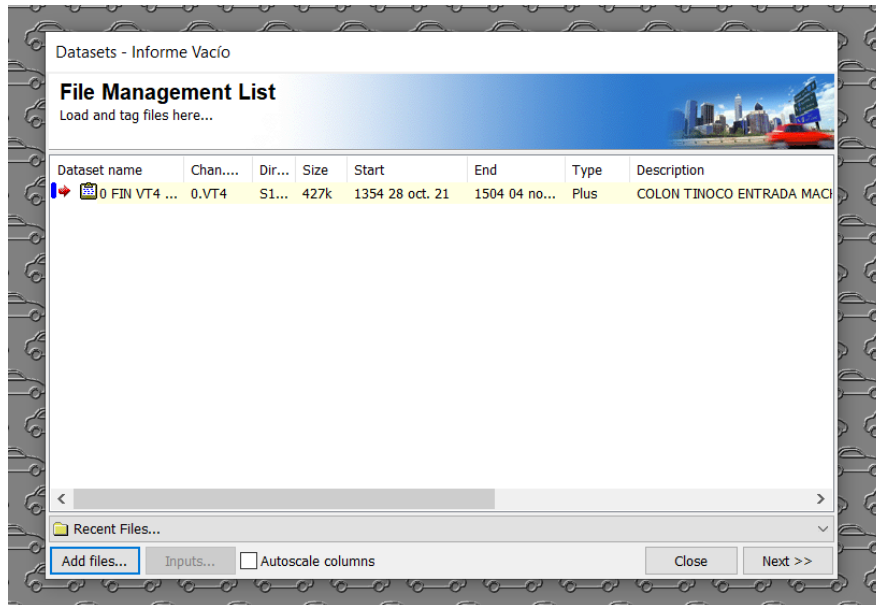 Datasets - Informe Vacío
File Management List
Load and tag files here...
Dataset name Chan.... Dir... Size Start End Type Description
0 FIN VT4 ... 0.VT4 S1... 427k 1354 28 oct. 21 1504 04 no... Plus COLON TINOCO ENTRADA MACH
Recent Files...
Add files... Inputs... Autoscale columns Close Next >>